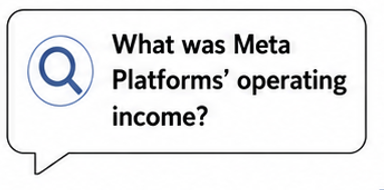 What was Meta
Platforms’ operating
income?